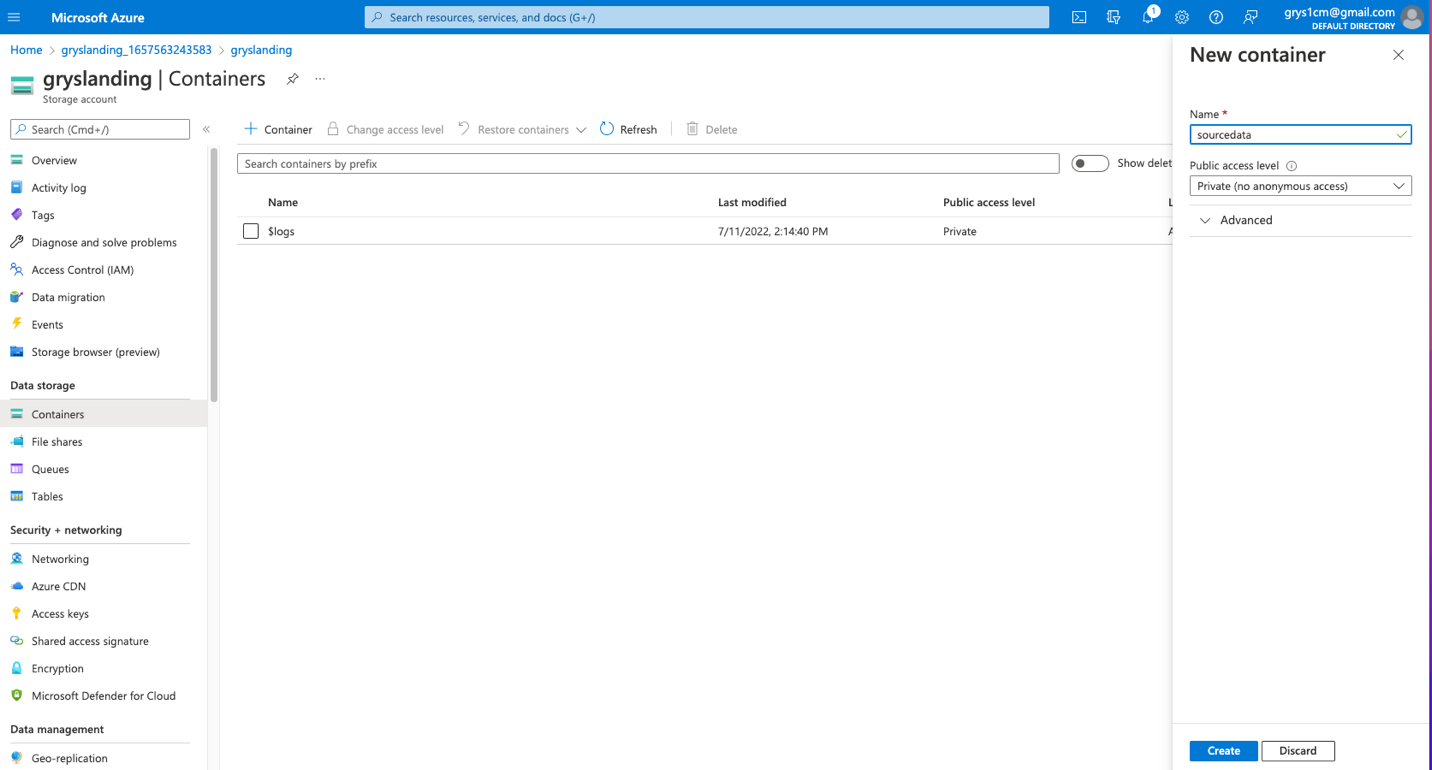 Microsoft Azure
Search resources, services, and docs (G+/)
1
grys1cm@gmail.com
DEFAULT DIRECTORY
Home > gryslanding_1657563243583 > gryslanding
gryslanding | Containers
...
Storage account
Search (Cmd+/)
«
Overview
Activity log
Tags
Diagnose and solve problems
Access Control (IAM)
Data migration
Events
Storage browser (preview)
Data storage
Containers
File shares
Queues
Tables
Security + networking
Networking
Azure CDN
Access keys
Shared access signature
Encryption
Microsoft Defender for Cloud
Data management
Geo-replication
+ Container Change access level Restore containers Refresh Delete
Search containers by prefix
Show delet
Name Last modified Public access level
$logs 7/11/2022, 2:14:40 PM Private
New container
Name *
sourcedata
Public access level
Private (no anonymous access)
Advanced
Create Discard